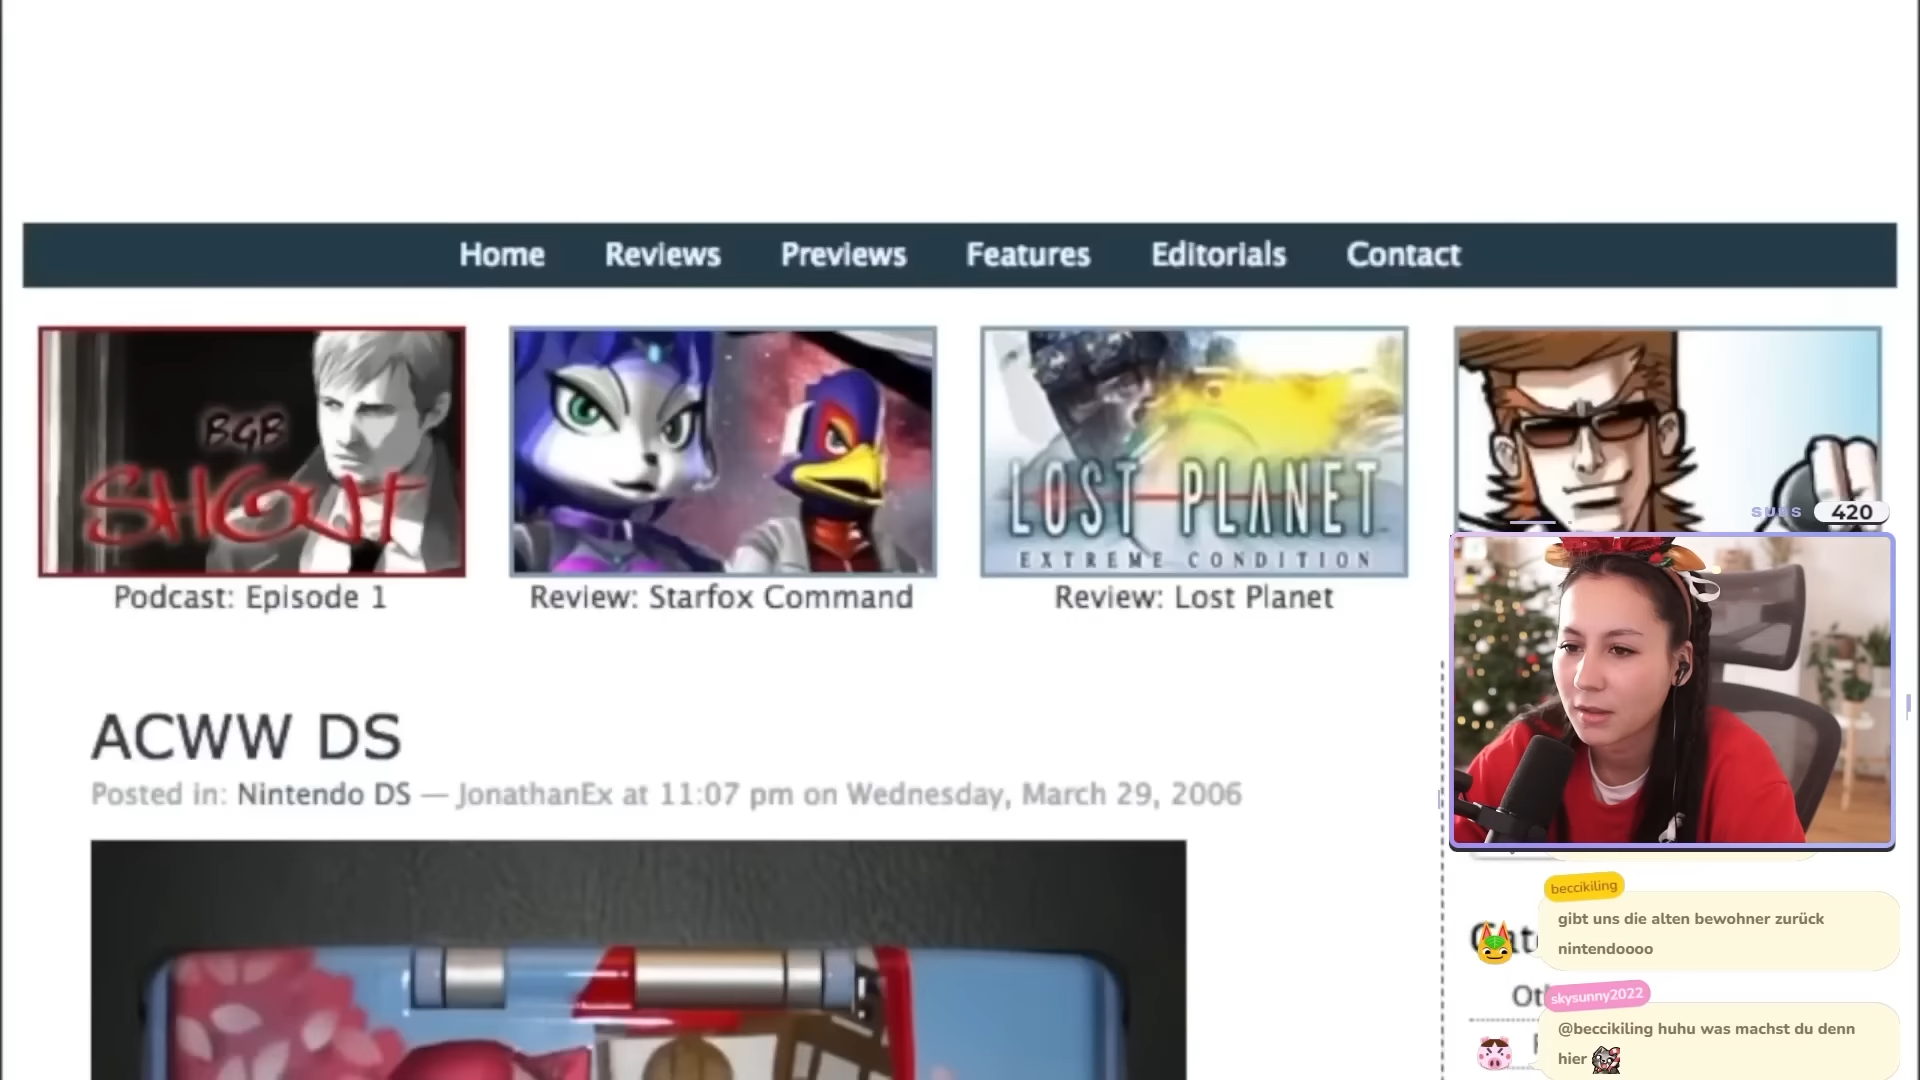 Home Reviews Previews Features Editorials Contact
BGB
SHOUT
LOST PLANET
EXTREME CONDITION
Podcast: Episode 1
Review: Starfox Command
Review: Lost Planet
SUBS 420
ACWW DS
Posted in: Nintendo DS — JonathanEx at 11:07 pm on Wednesday, March 29, 2006
beccikiling
gibt uns die alten bewohner zurück
nintendoooo
skysunny2022
@beccikiling huhu was machst du denn
hier